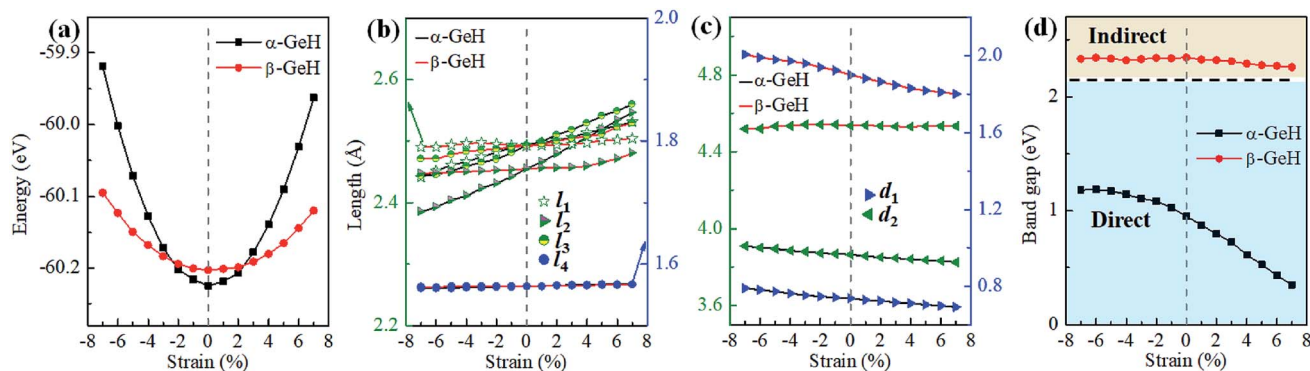 (a)
α-GeH
β-GeH
Energy (eV)
-59.9
-60.0
-60.1
-60.2
-8 -6 -4 -2 0 2 4 6 8
Strain (%)
(b)
α-GeH
β-GeH
Length (A)
2.6
2.4
2.2
2.0
1.8
1.6
l1
l2
l3
l4
-8 -6 -4 -2 0 2 4 6 8
Strain (%)
(c)
α-GeH
β-GeH
4.8
4.4
4.0
3.6
2.0
1.6
1.2
0.8
d1
d2
-8 -6 -4 -2 0 2 4 6 8
Strain (%)
(d)
Indirect
β-GeH
α-GeH
β-GeH
Direct
Band gap (eV)
2
1
0
-8 -6 -4 -2 0 2 4 6 8
Strain (%)